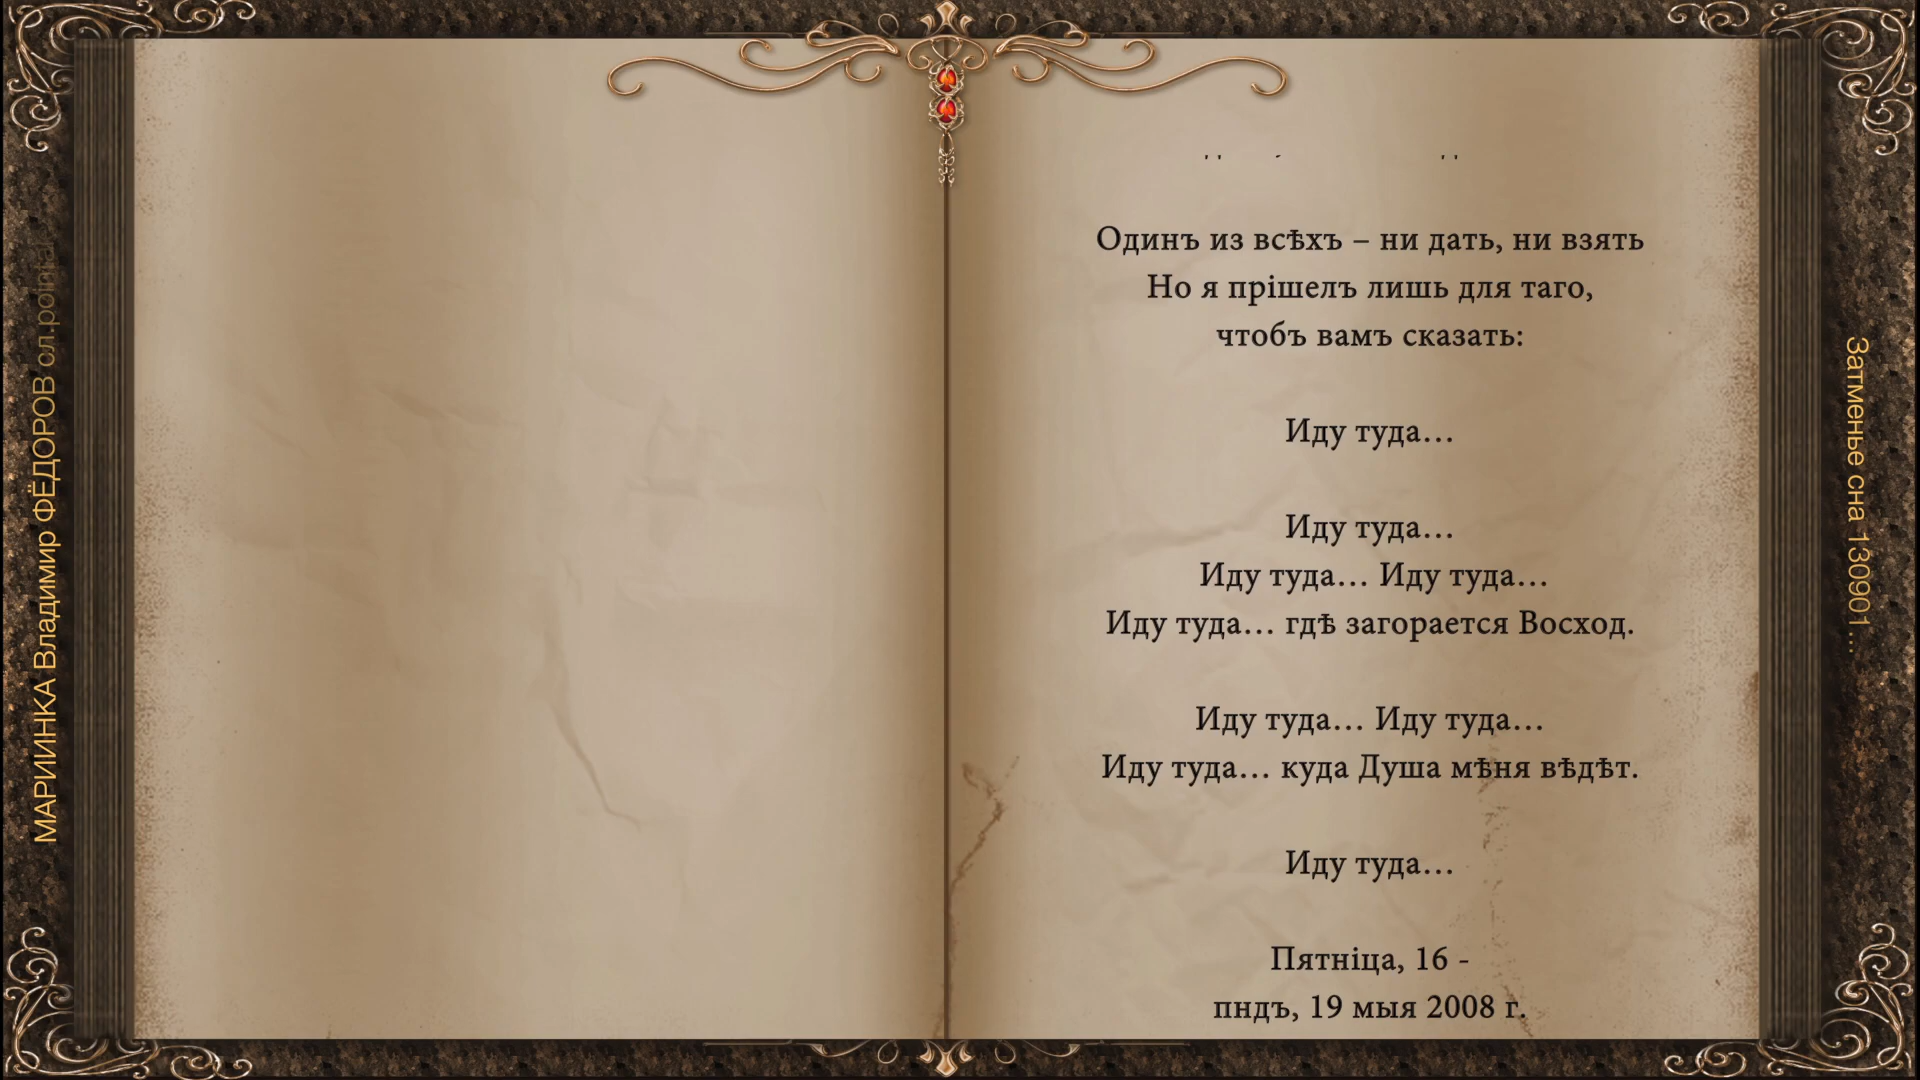 МАРИИНКА Владимир ФЁДОРОВ
Одинъ из всѣхъ – ни дать, ни взять
Но я прішелъ лишь для таго,
чтобъ вамъ сказать:
Иду туда…
Иду туда…
Иду туда… Иду туда…
Иду туда… гдѣ загорается Восход.
Иду туда… Иду туда…
Иду туда… куда Душа мѣня вѣдѣт.
Иду туда…
Пятніца, 16 -
пндъ, 19 мыя 2008 г.
Затменье сна 130901…